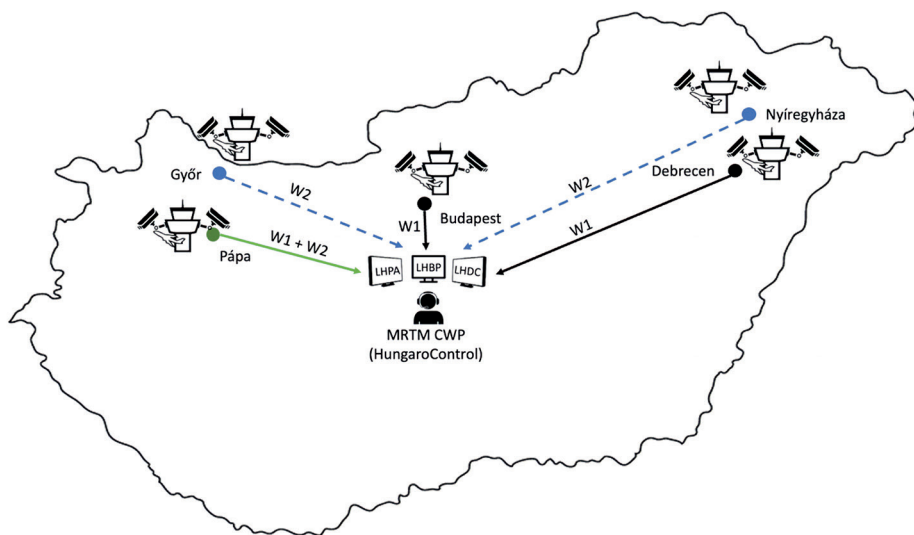 Nyíregyháza
Győr
W2
W2
Debrecen
Budapest
W1
W1
Pápa
W1 + W2
LHPA
LHBP
LHDC
MRTM CWP
(HungaroControl)